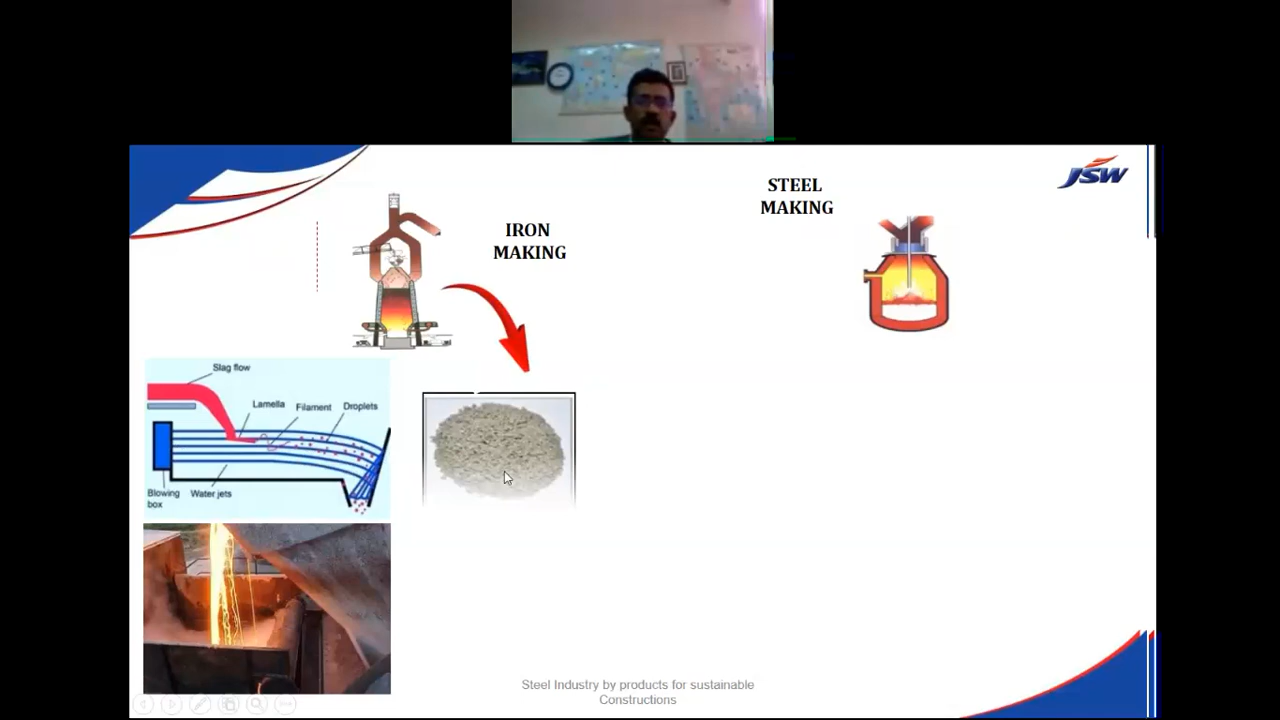 JSW
STEEL
MAKING
IRON
MAKING
Slag flow
Lamella
Filament
Droplets
Blowing
box
Water jets
Steel Industry by products for sustainable
Constructions